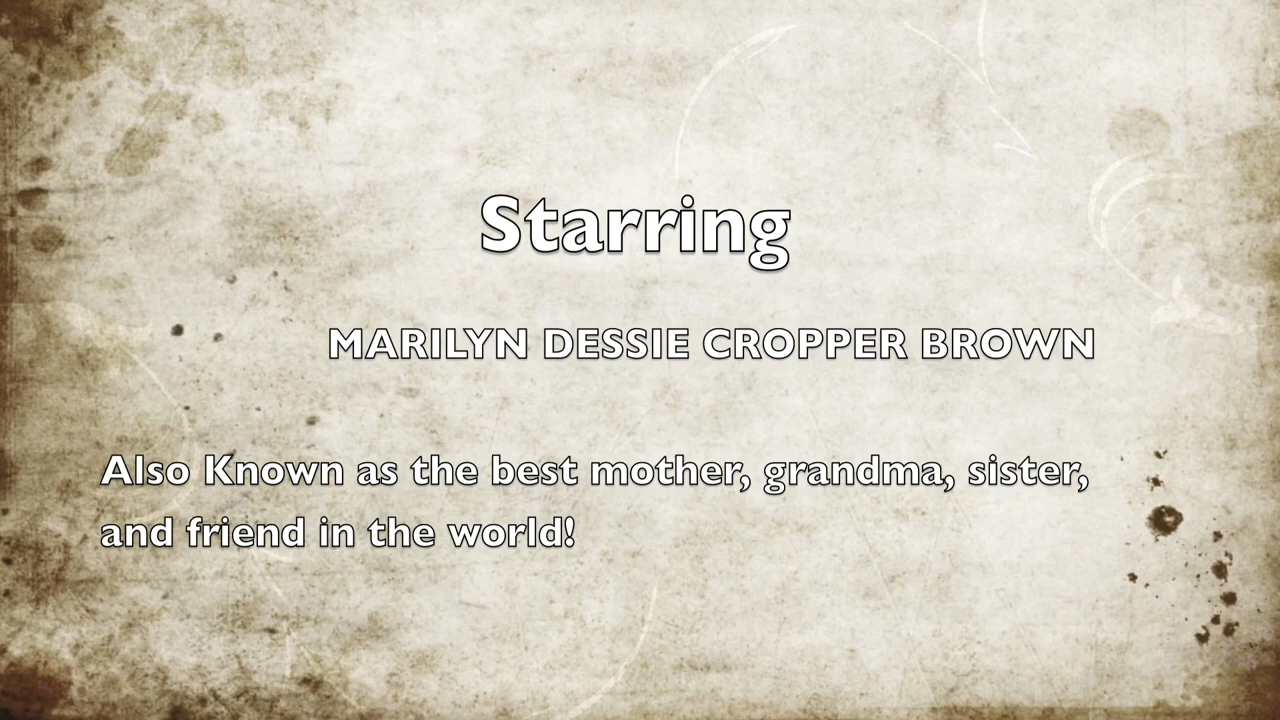 Starring
MARILYN DESSIE CROPPER BROWN
Also Known as the best mother, grandma, sister,
and friend in the world!